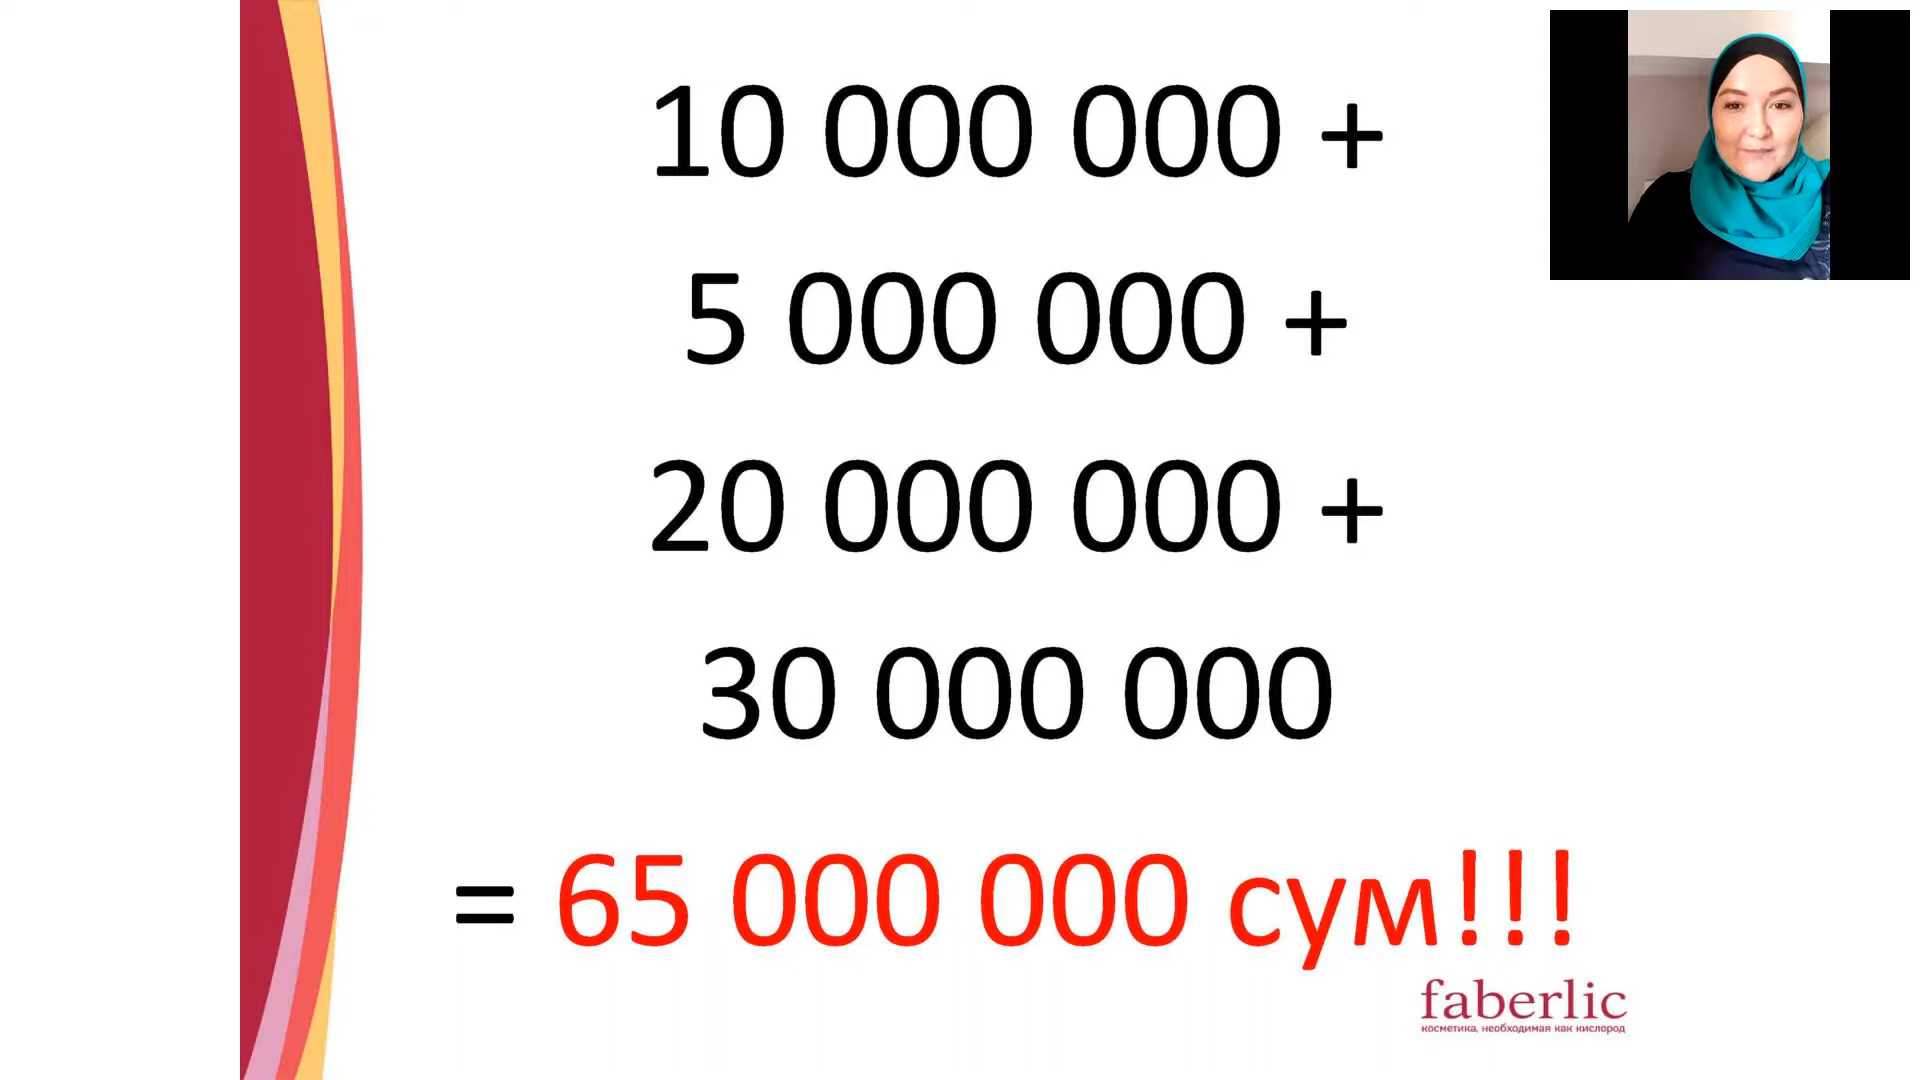 10 000 000 +
5 000 000 +
20 000 000 +
30 000 000
= 65 000 000 сум!!!
faberlic
косметика, необходимая как кислород